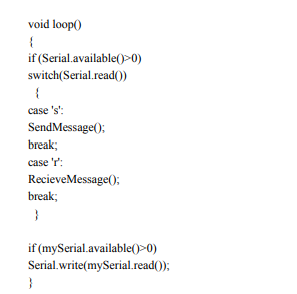 void loop()
{
if (Serial.available()>0)
switch(Serial.read())
{
case 's':
SendMessage();
break;
case 'r':
RecieveMessage();
break;
}
if (mySerial.available()>0)
Serial.write(mySerial.read());
}